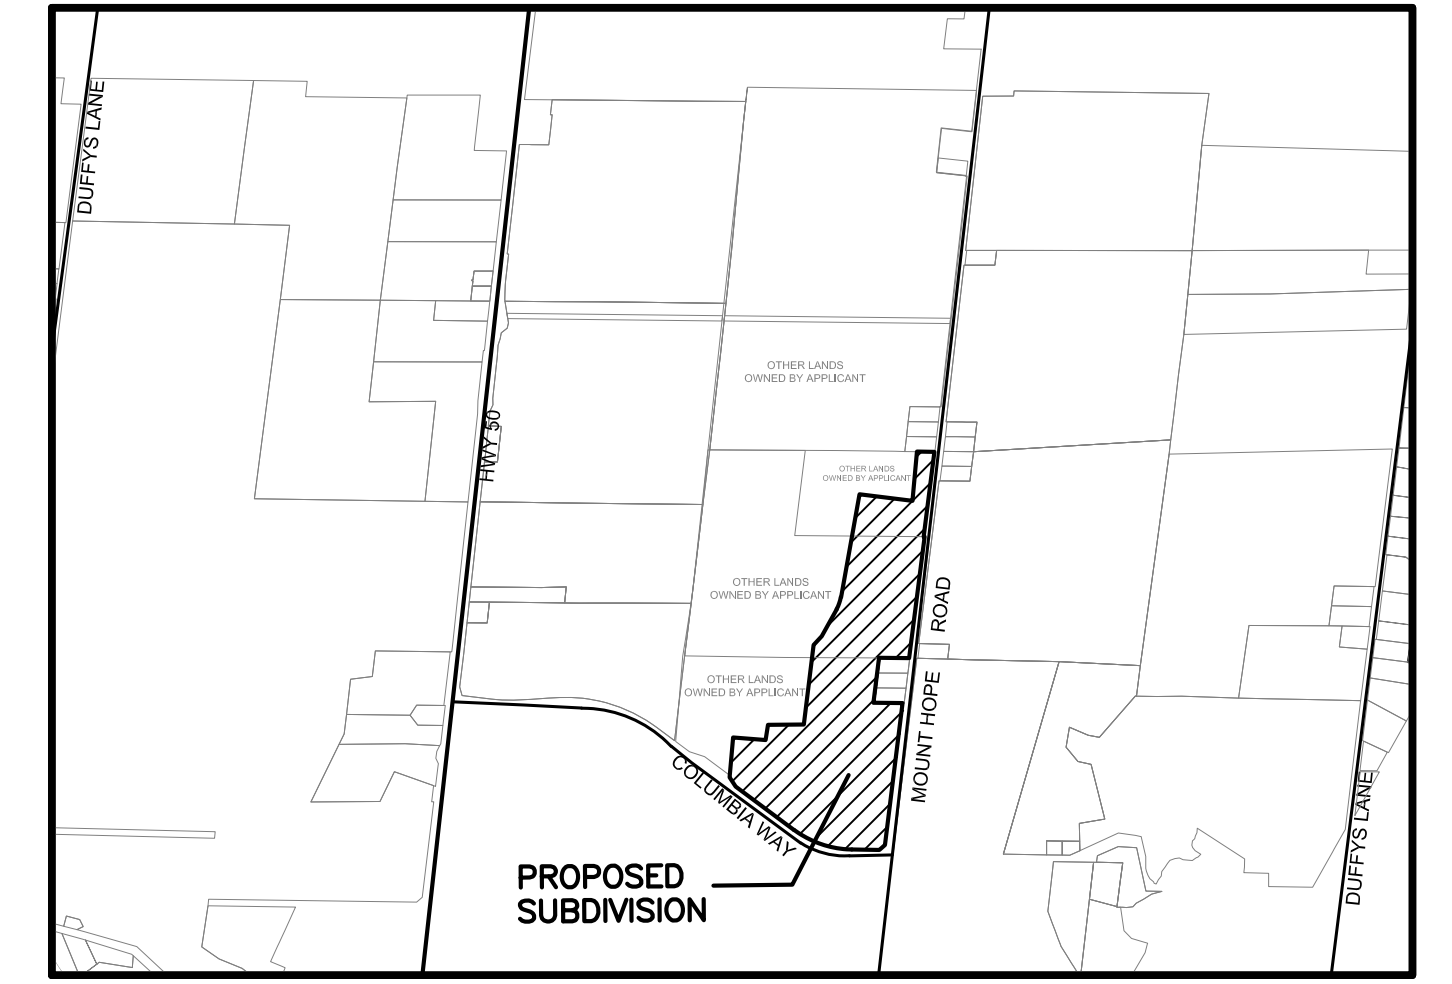 DUFFYS LANE
HWY 50
OTHER LANDS
OWNED BY APPLICANT
OTHER LANDS
OWNED BY APPLICANT
OTHER LANDS
OWNED BY APPLICANT
OTHER LANDS
OWNED BY APPLICANT
MOUNT HOPE ROAD
COLUMBIA WAY
DUFFYS LANE
PROPOSED
SUBDIVISION